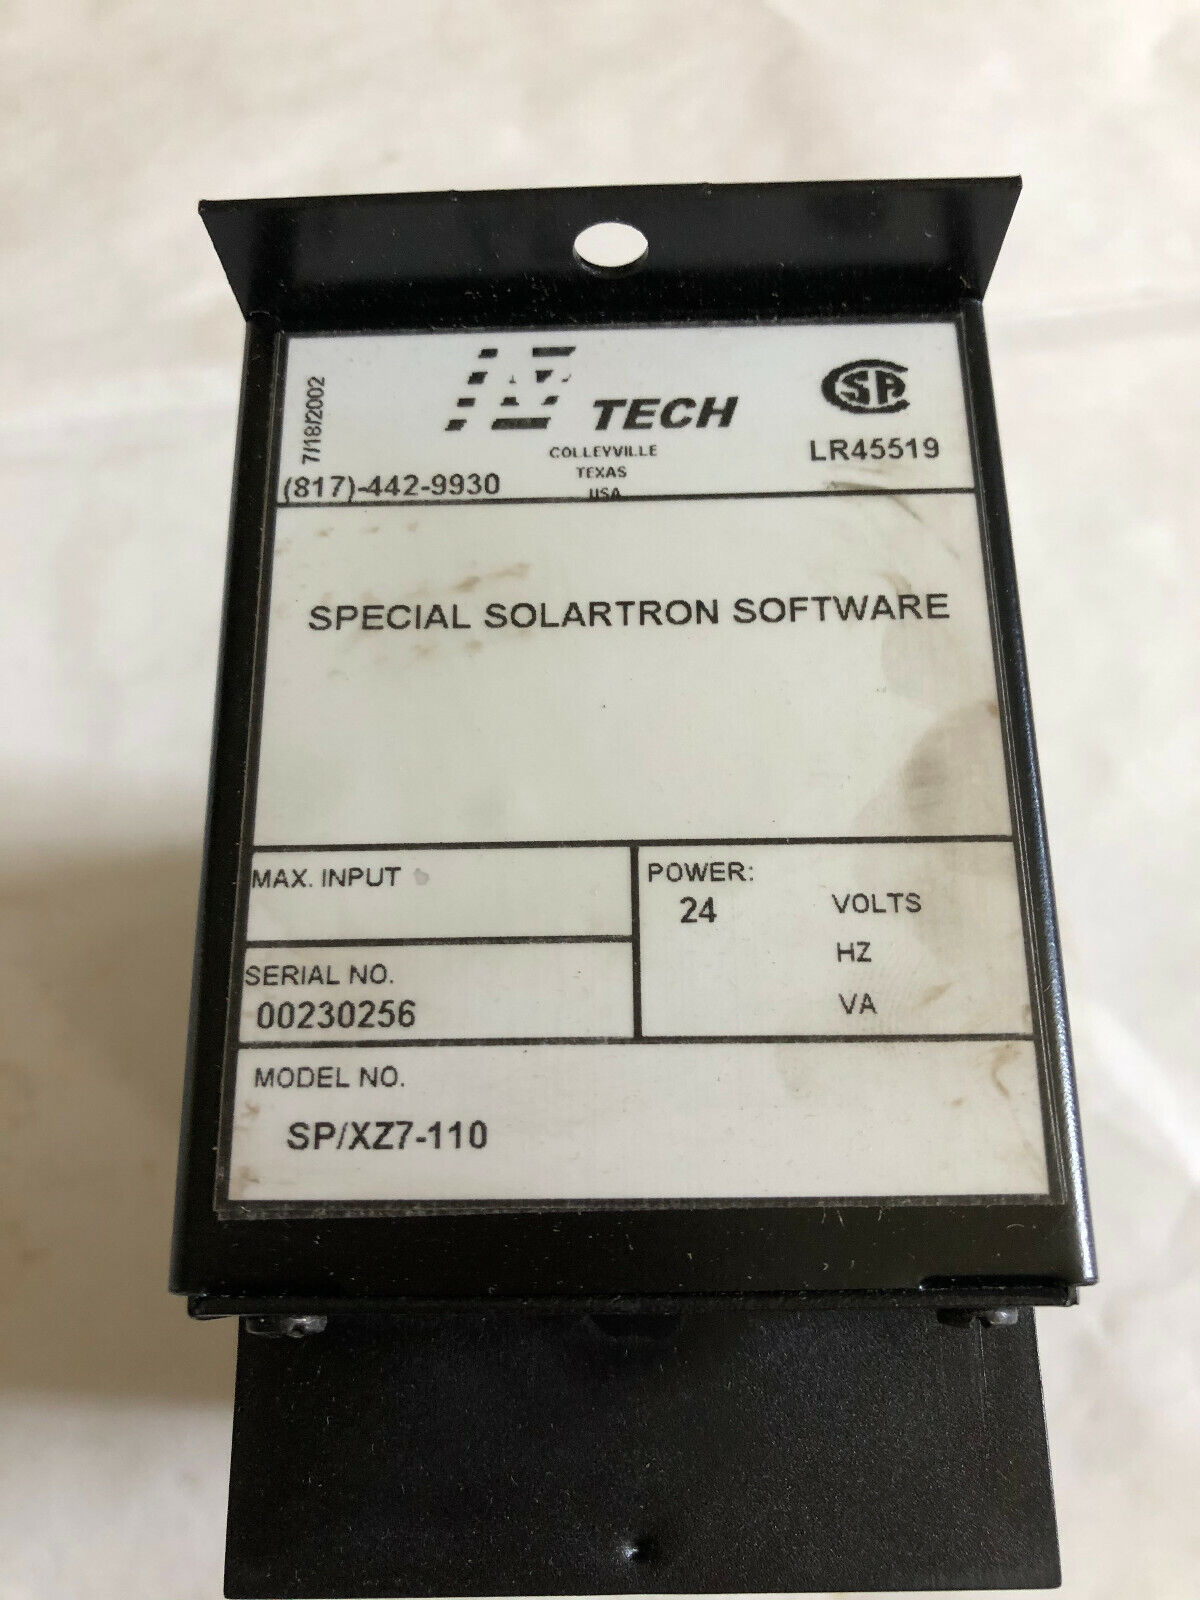 7/18/2002
TECH
COLLEYVILLE
TEXAS
USA
(817)-442-9930
LR45519
SPECIAL SOLARTRON SOFTWARE
MAX. INPUT
POWER:
24 VOLTS
HZ
VA
SERIAL NO.
00230256
MODEL NO.
SP/XZ7-110